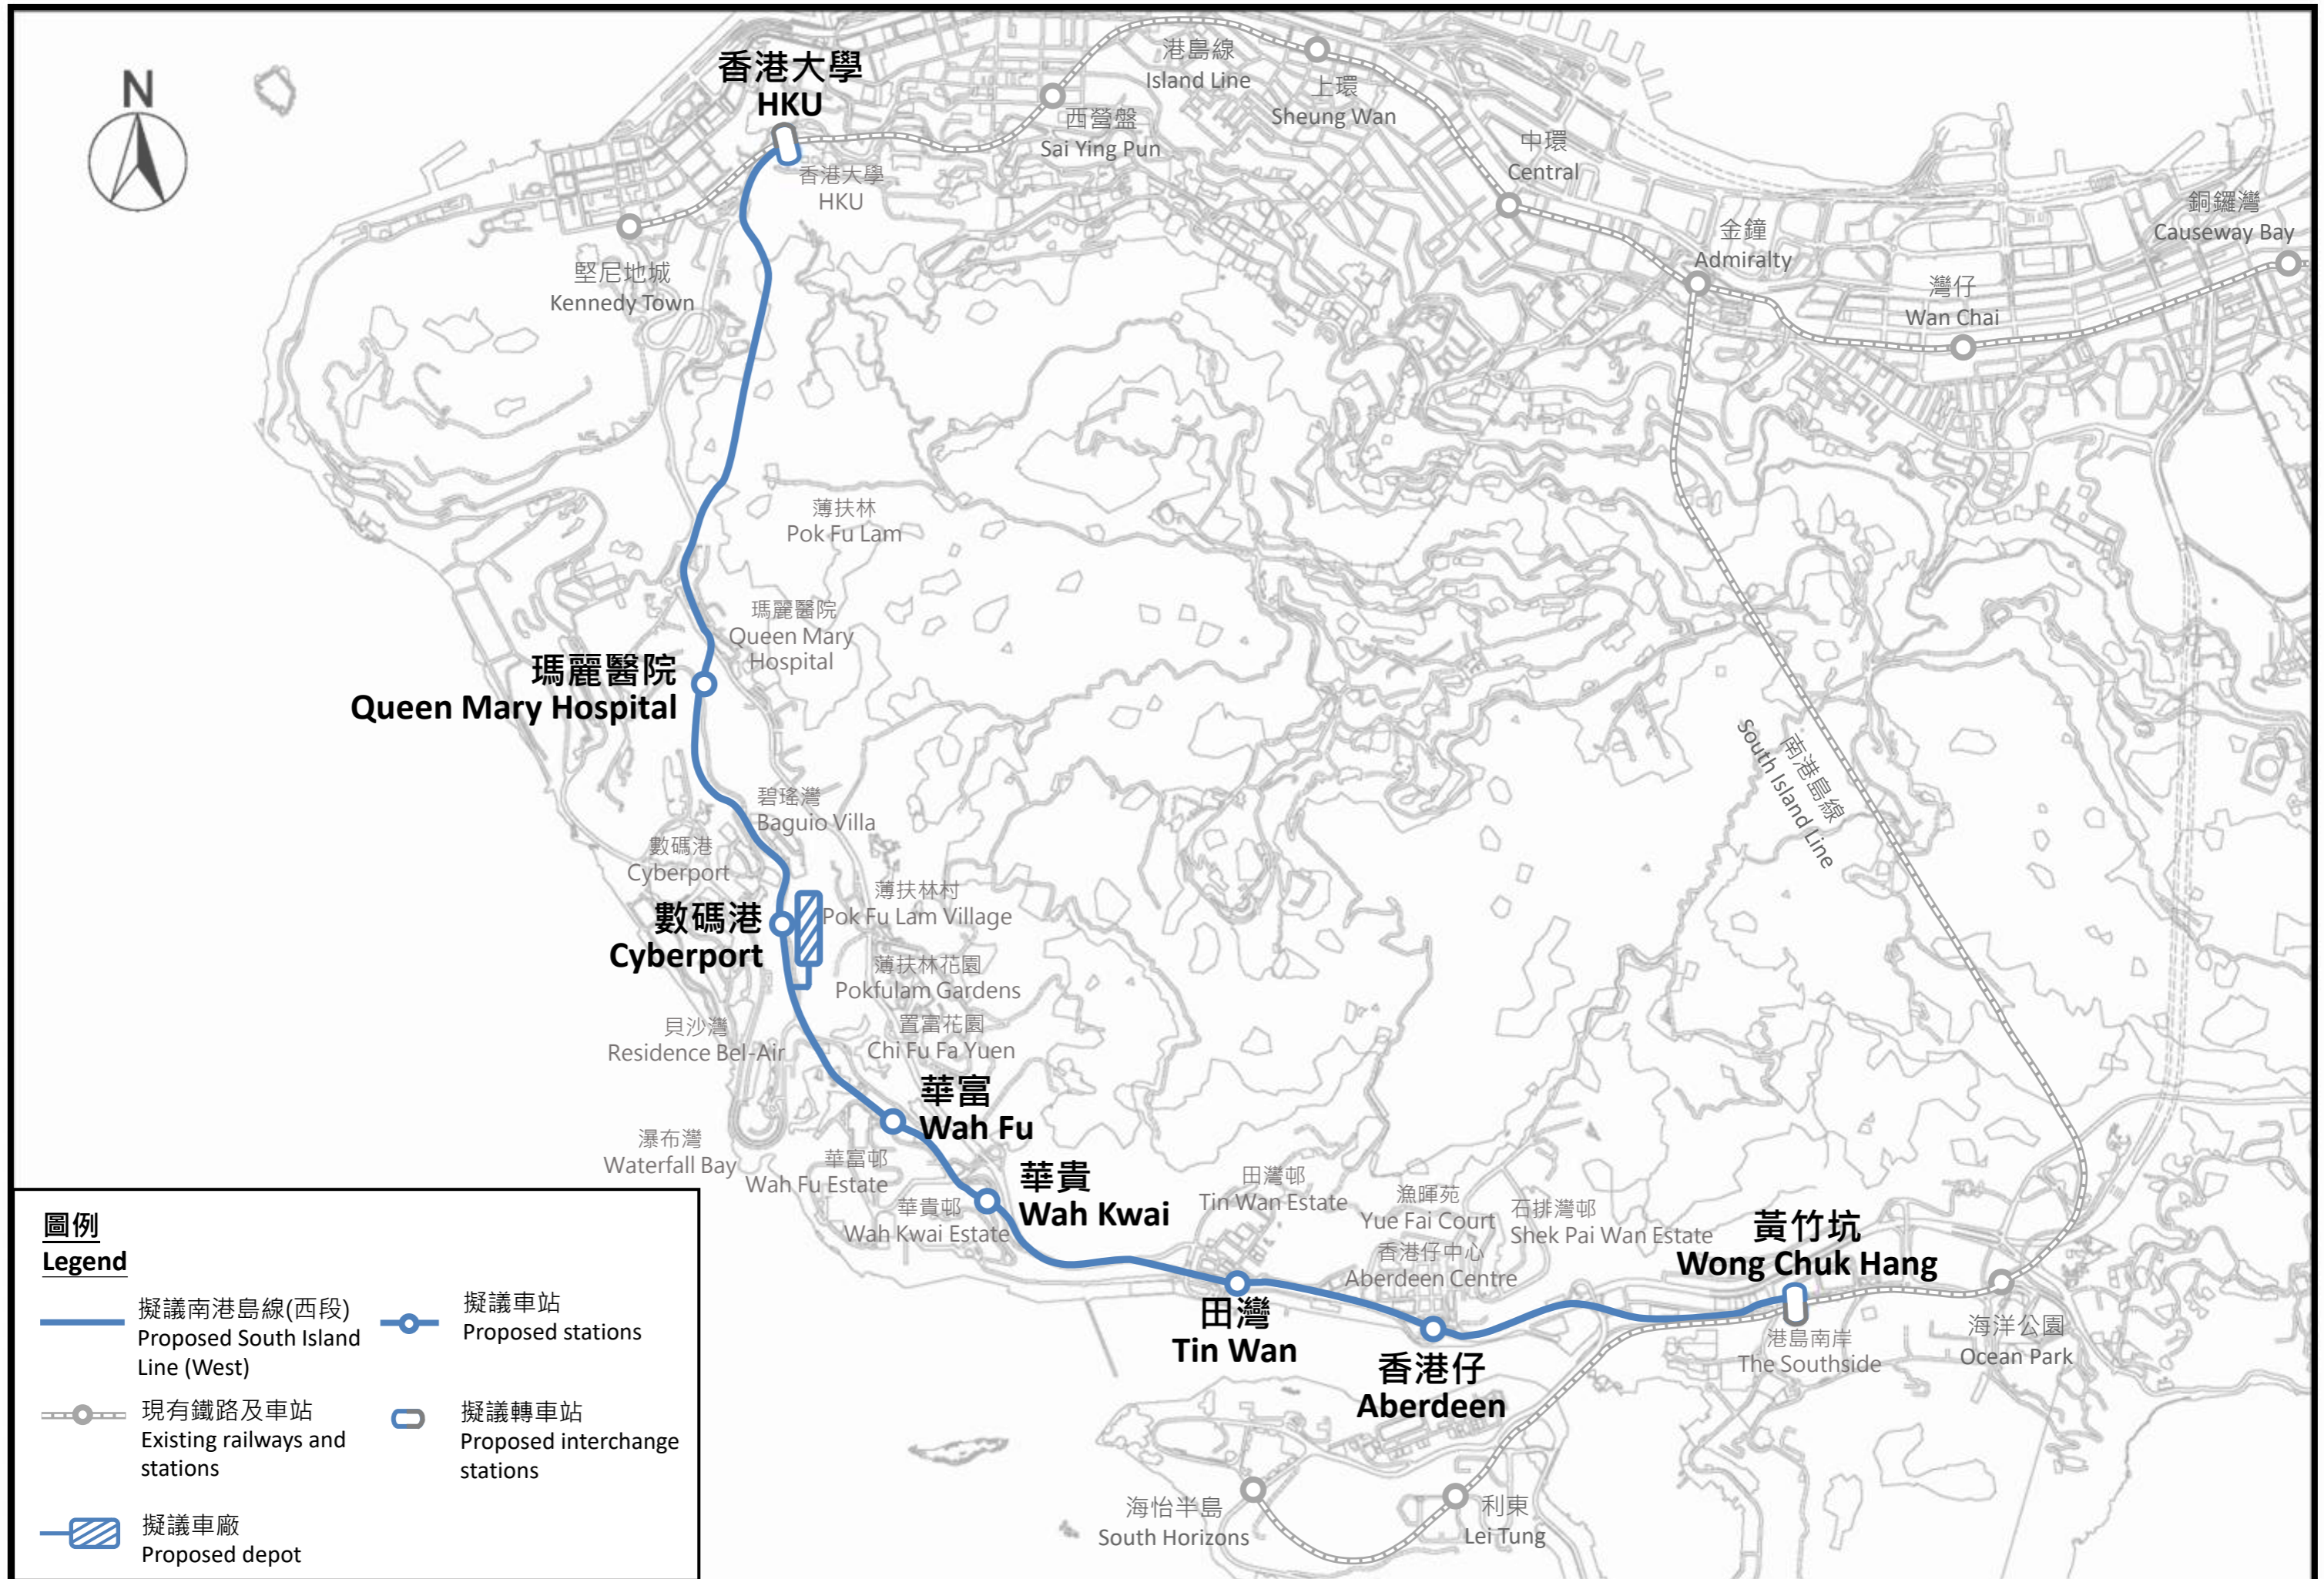 N
香港大學
HKU
香港大學
HKU
港島線
Island Line
西營盤
Sai Ying Pun
上環
Sheung Wan
中環
Central
金鐘
Admiralty
灣仔
Wan Chai
銅鑼灣
Causeway Bay
堅尼地城
Kennedy Town
薄扶林
Pok Fu Lam
瑪麗醫院
Queen Mary
Hospital
瑪麗醫院
Queen Mary Hospital
南港島線
South Island Line
碧瑤灣
Baguio Villa
數碼港
Cyberport
數碼港
Cyberport
薄扶林村
Pok Fu Lam Village
薄扶林花園
Pokfulam Gardens
置富花園
Chi Fu Fa Yuen
貝沙灣
Residence Bel-Air
華富
Wah Fu
瀑布灣
Waterfall Bay
華富邨
Wah Fu Estate
華貴
Wah Kwai
華貴邨
Wah Kwai Estate
田灣邨
Tin Wan Estate
漁暉苑
Yue Fai Court
石排灣邨
Shek Pai Wan Estate
香港仔中心
Aberdeen Centre
黃竹坑
Wong Chuk Hang
田灣
Tin Wan
香港仔
Aberdeen
港島南岸
The Southside
海洋公園
Ocean Park
海怡半島
South Horizons
利東
Lei Tung
圖例
Legend
擬議南港島線(西段)
Proposed South Island
Line (West)
擬議車站
Proposed stations
現有鐵路及車站
Existing railways and
stations
擬議轉車站
Proposed interchange
stations
擬議車廠
Proposed depot